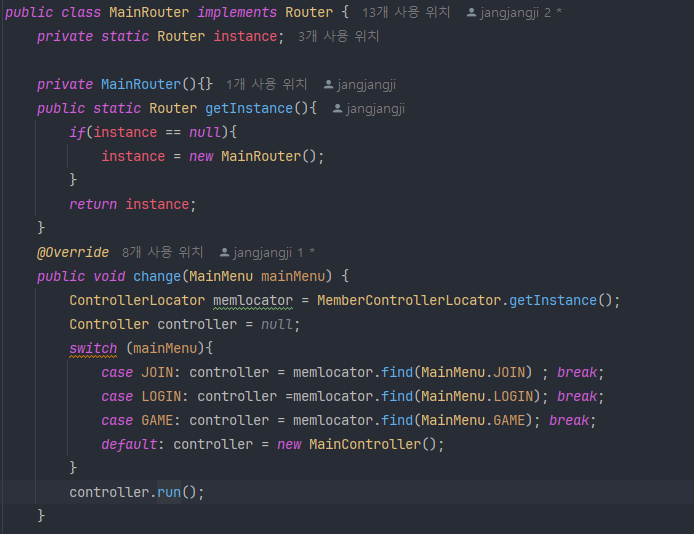 public class MainRouter implements Router { 13개 사용 위치 jangjangji 2 *
private static Router instance; 3개 사용 위치
private MainRouter(){} 1개 사용 위치 jangjangji
public static Router getInstance(){ jangjangji
if(instance == null){
instance = new MainRouter();
}
return instance;
}
@Override 8개 사용 위치 jangjangji 1 *
public void change(MainMenu mainMenu) {
ControllerLocator memlocator = MemberControllerLocator.getInstance();
Controller controller = null;
switch (mainMenu){
case JOIN: controller = memlocator.find(MainMenu.JOIN) ; break;
case LOGIN: controller =memlocator.find(MainMenu.LOGIN); break;
case GAME: controller = memlocator.find(MainMenu.GAME); break;
default: controller = new MainController();
}
controller.run();
}